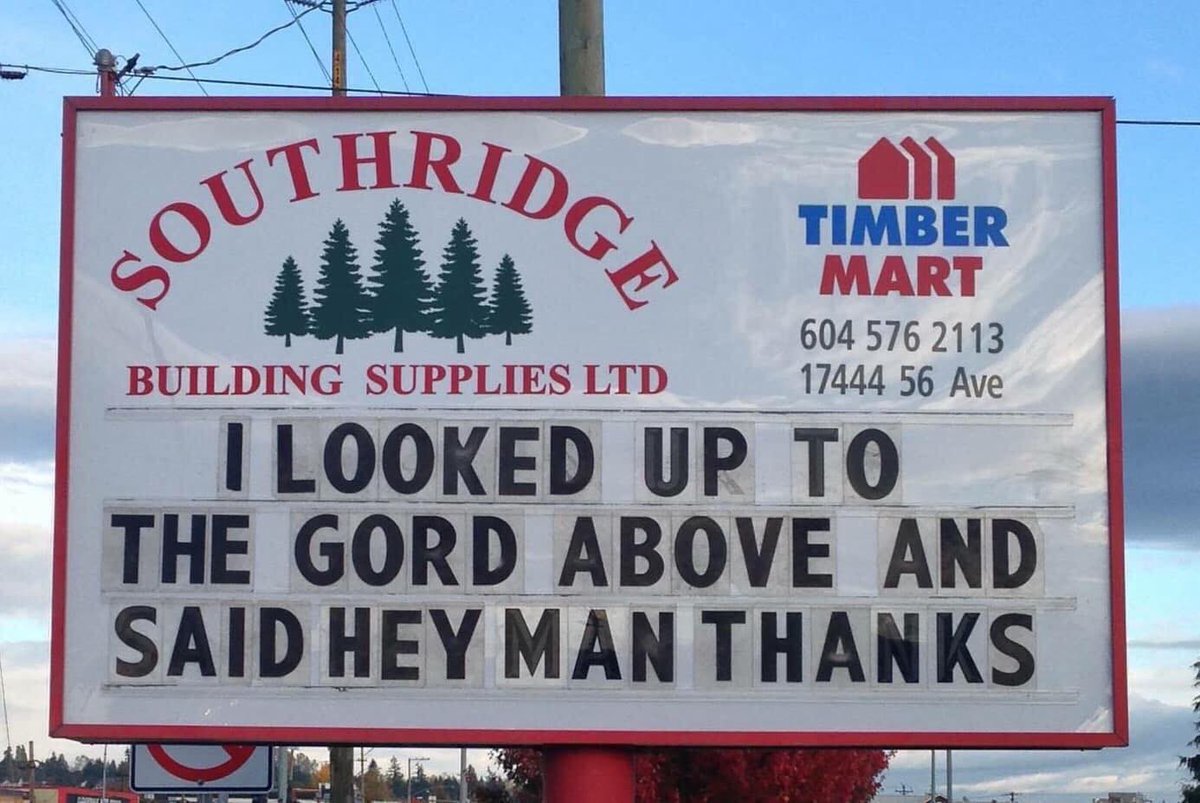 SOUTHRIDGE
BUILDING SUPPLIES LTD
TIMBER
MART
604 576 2113
17444 56 Ave
I LOOKED UP TO
THE GORD ABOVE AND
SAID HEY MAN THANKS